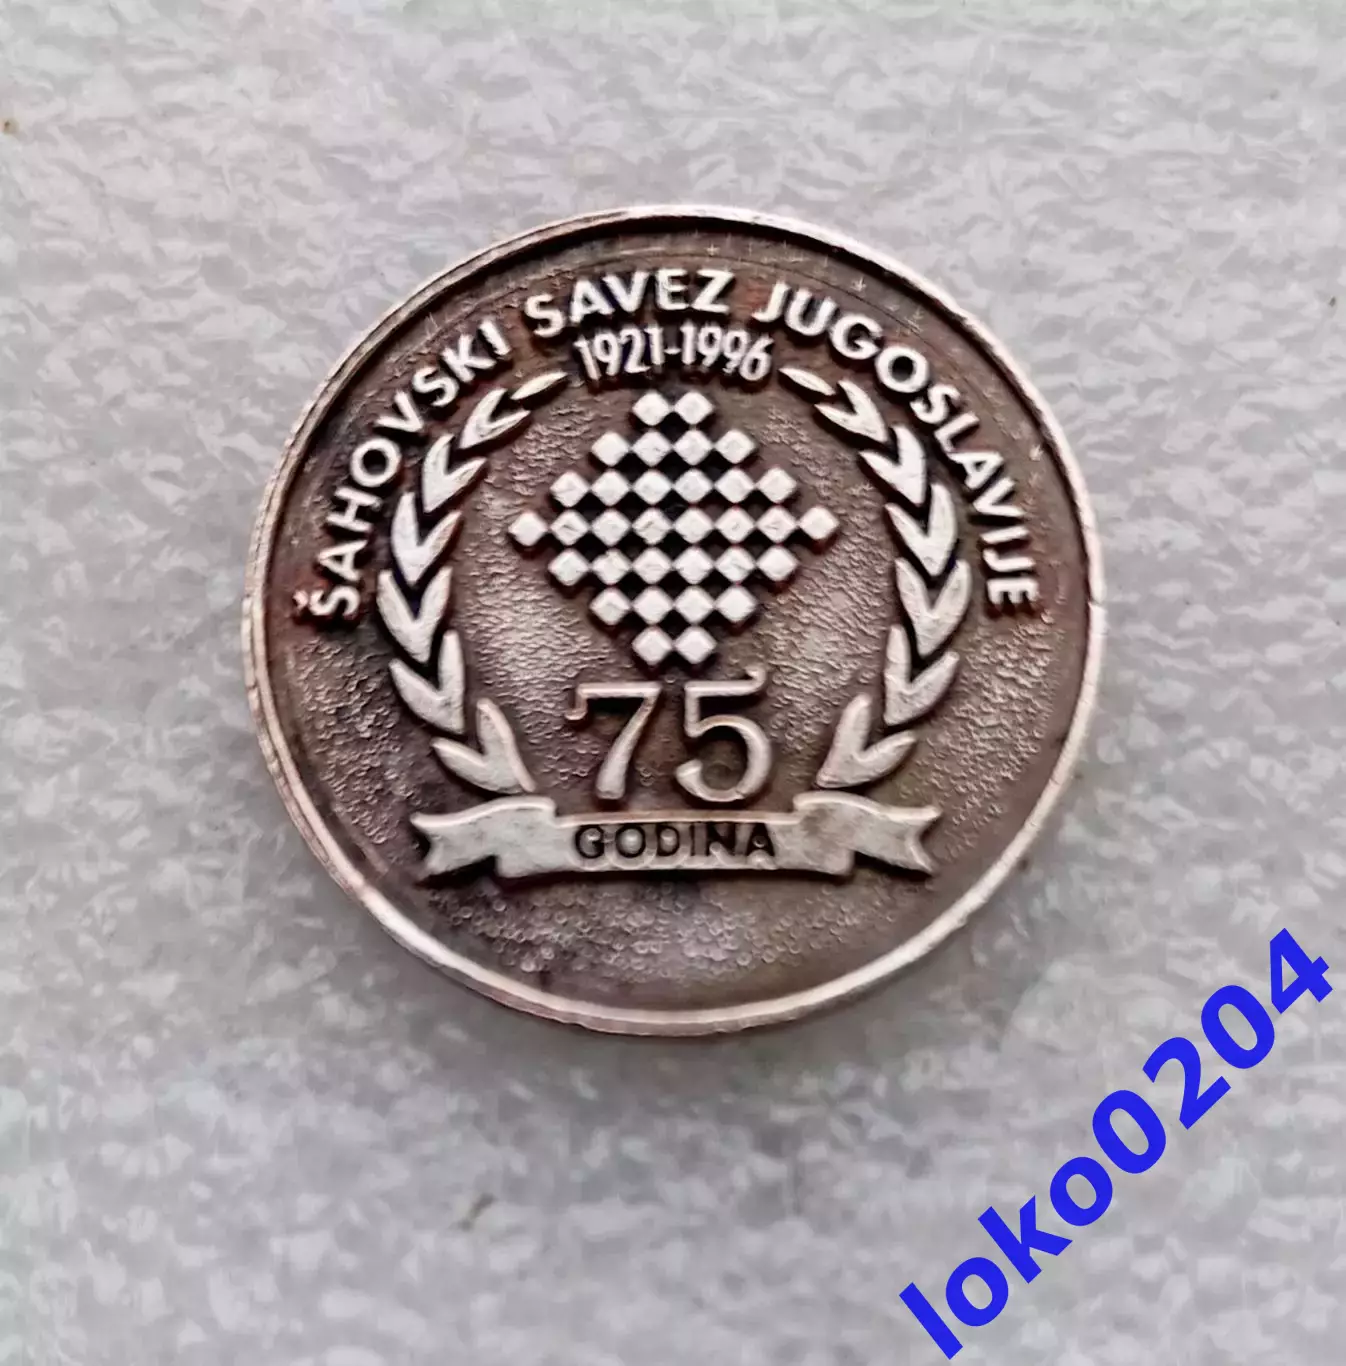 ŠAHOVSKI SAVEZ JUGOSLAVIJE
1921-1996
75
GODINA
loko0204